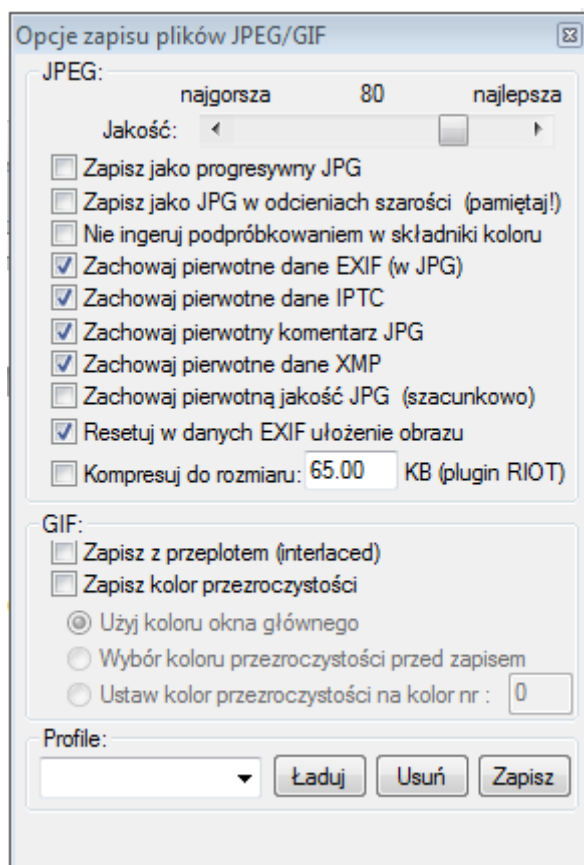 Opcje zapisu plików JPEG/GIF
JPEG:
najgorsza 80 najlepsza
Jakość:
Zapisz jako progresywny JPG
Zapisz jako JPG w odcieniach szarości (pamiętaj!)
Nie ingeruj podpróbkowaniem w składniki koloru
Zachowaj pierwotne dane EXIF (w JPG)
Zachowaj pierwotne dane IPTC
Zachowaj pierwotny komentarz JPG
Zachowaj pierwotne dane XMP
Zachowaj pierwotną jakość JPG (szacunkowo)
Resetuj w danych EXIF ułożenie obrazu
Kompresuj do rozmiaru: 65.00 KB (plugin RIOT)
GIF:
Zapisz z przeplotem (interlaced)
Zapisz kolor przezroczystości
Użyj koloru okna głównego
Wybór koloru przezroczystości przed zapisem
Ustaw kolor przezroczystości na kolor nr : 0
Profile:
Ładuj Usuń Zapisz